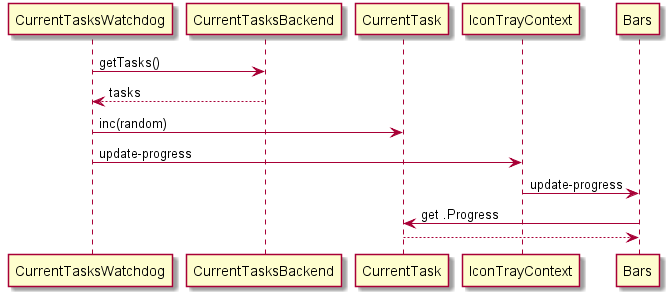 CurrentTasksWatchdog
CurrentTasksBackend
CurrentTask
IconTrayContext
Bars
getTasks()
tasks
inc(random)
update-progress
update-progress
get .Progress
CurrentTasksWatchdog
CurrentTasksBackend
CurrentTask
IconTrayContext
Bars